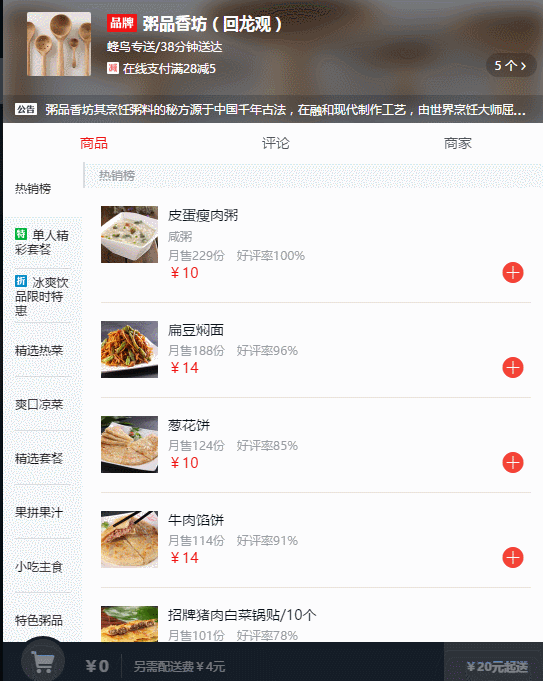 品牌 粥品香坊（回龙观）
蜂鸟专送/38分钟送达
减 在线支付满28减5
5 个 >
公告 粥品香坊其烹饪粥料的秘方源于中国千年古法，在融和现代制作工艺，由世界烹饪大师屈...
商品 评论 商家
热销榜
特 单人精
彩套餐
折 冰爽饮
品限时特
惠
精选热菜
爽口凉菜
精选套餐
果拼果汁
小吃主食
特色粥品
热销榜
皮蛋瘦肉粥
咸粥
月售229份 好评率100%
￥10
扁豆焖面
月售188份 好评率96%
￥14
葱花饼
月售124份 好评率85%
￥10
牛肉馅饼
月售114份 好评率91%
￥14
招牌猪肉白菜锅贴/10个
月售101份 好评率78%
￥0 另需配送费￥4元 ￥20元起送